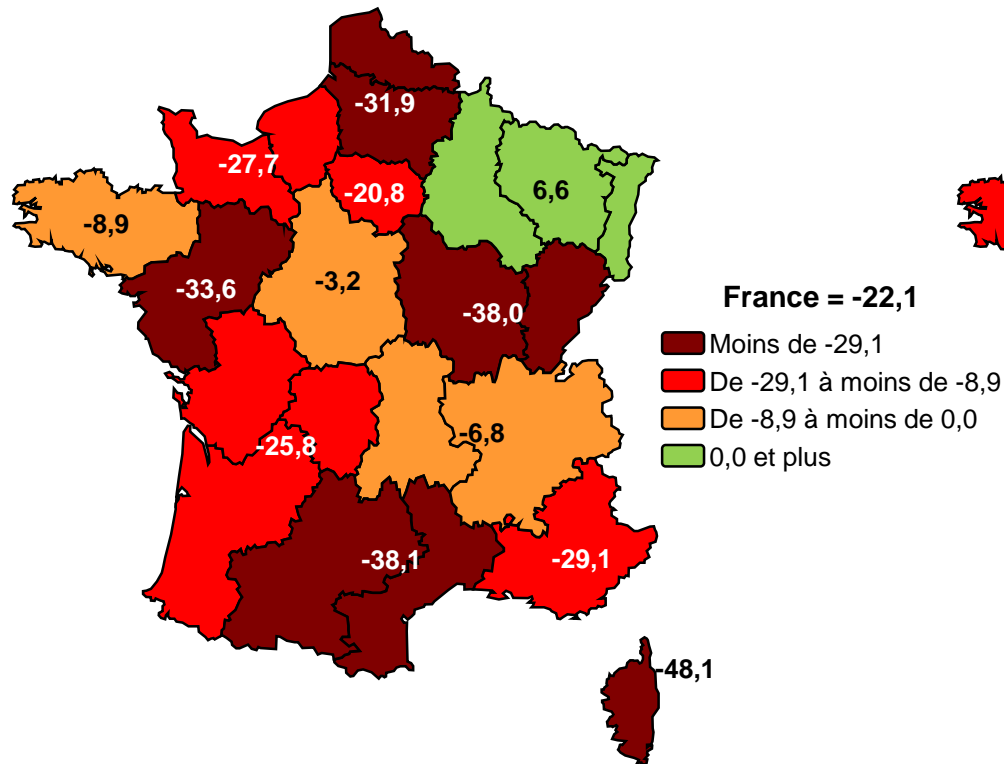 -31,9
-27,7
-20,8
6,6
-8,9
-33,6
-3,2
-38,0
-25,8
-6,8
-38,1
-29,1
-48,1
France = -22,1
Moins de -29,1
De -29,1 à moins de -8,9
De -8,9 à moins de 0,0
0,0 et plus